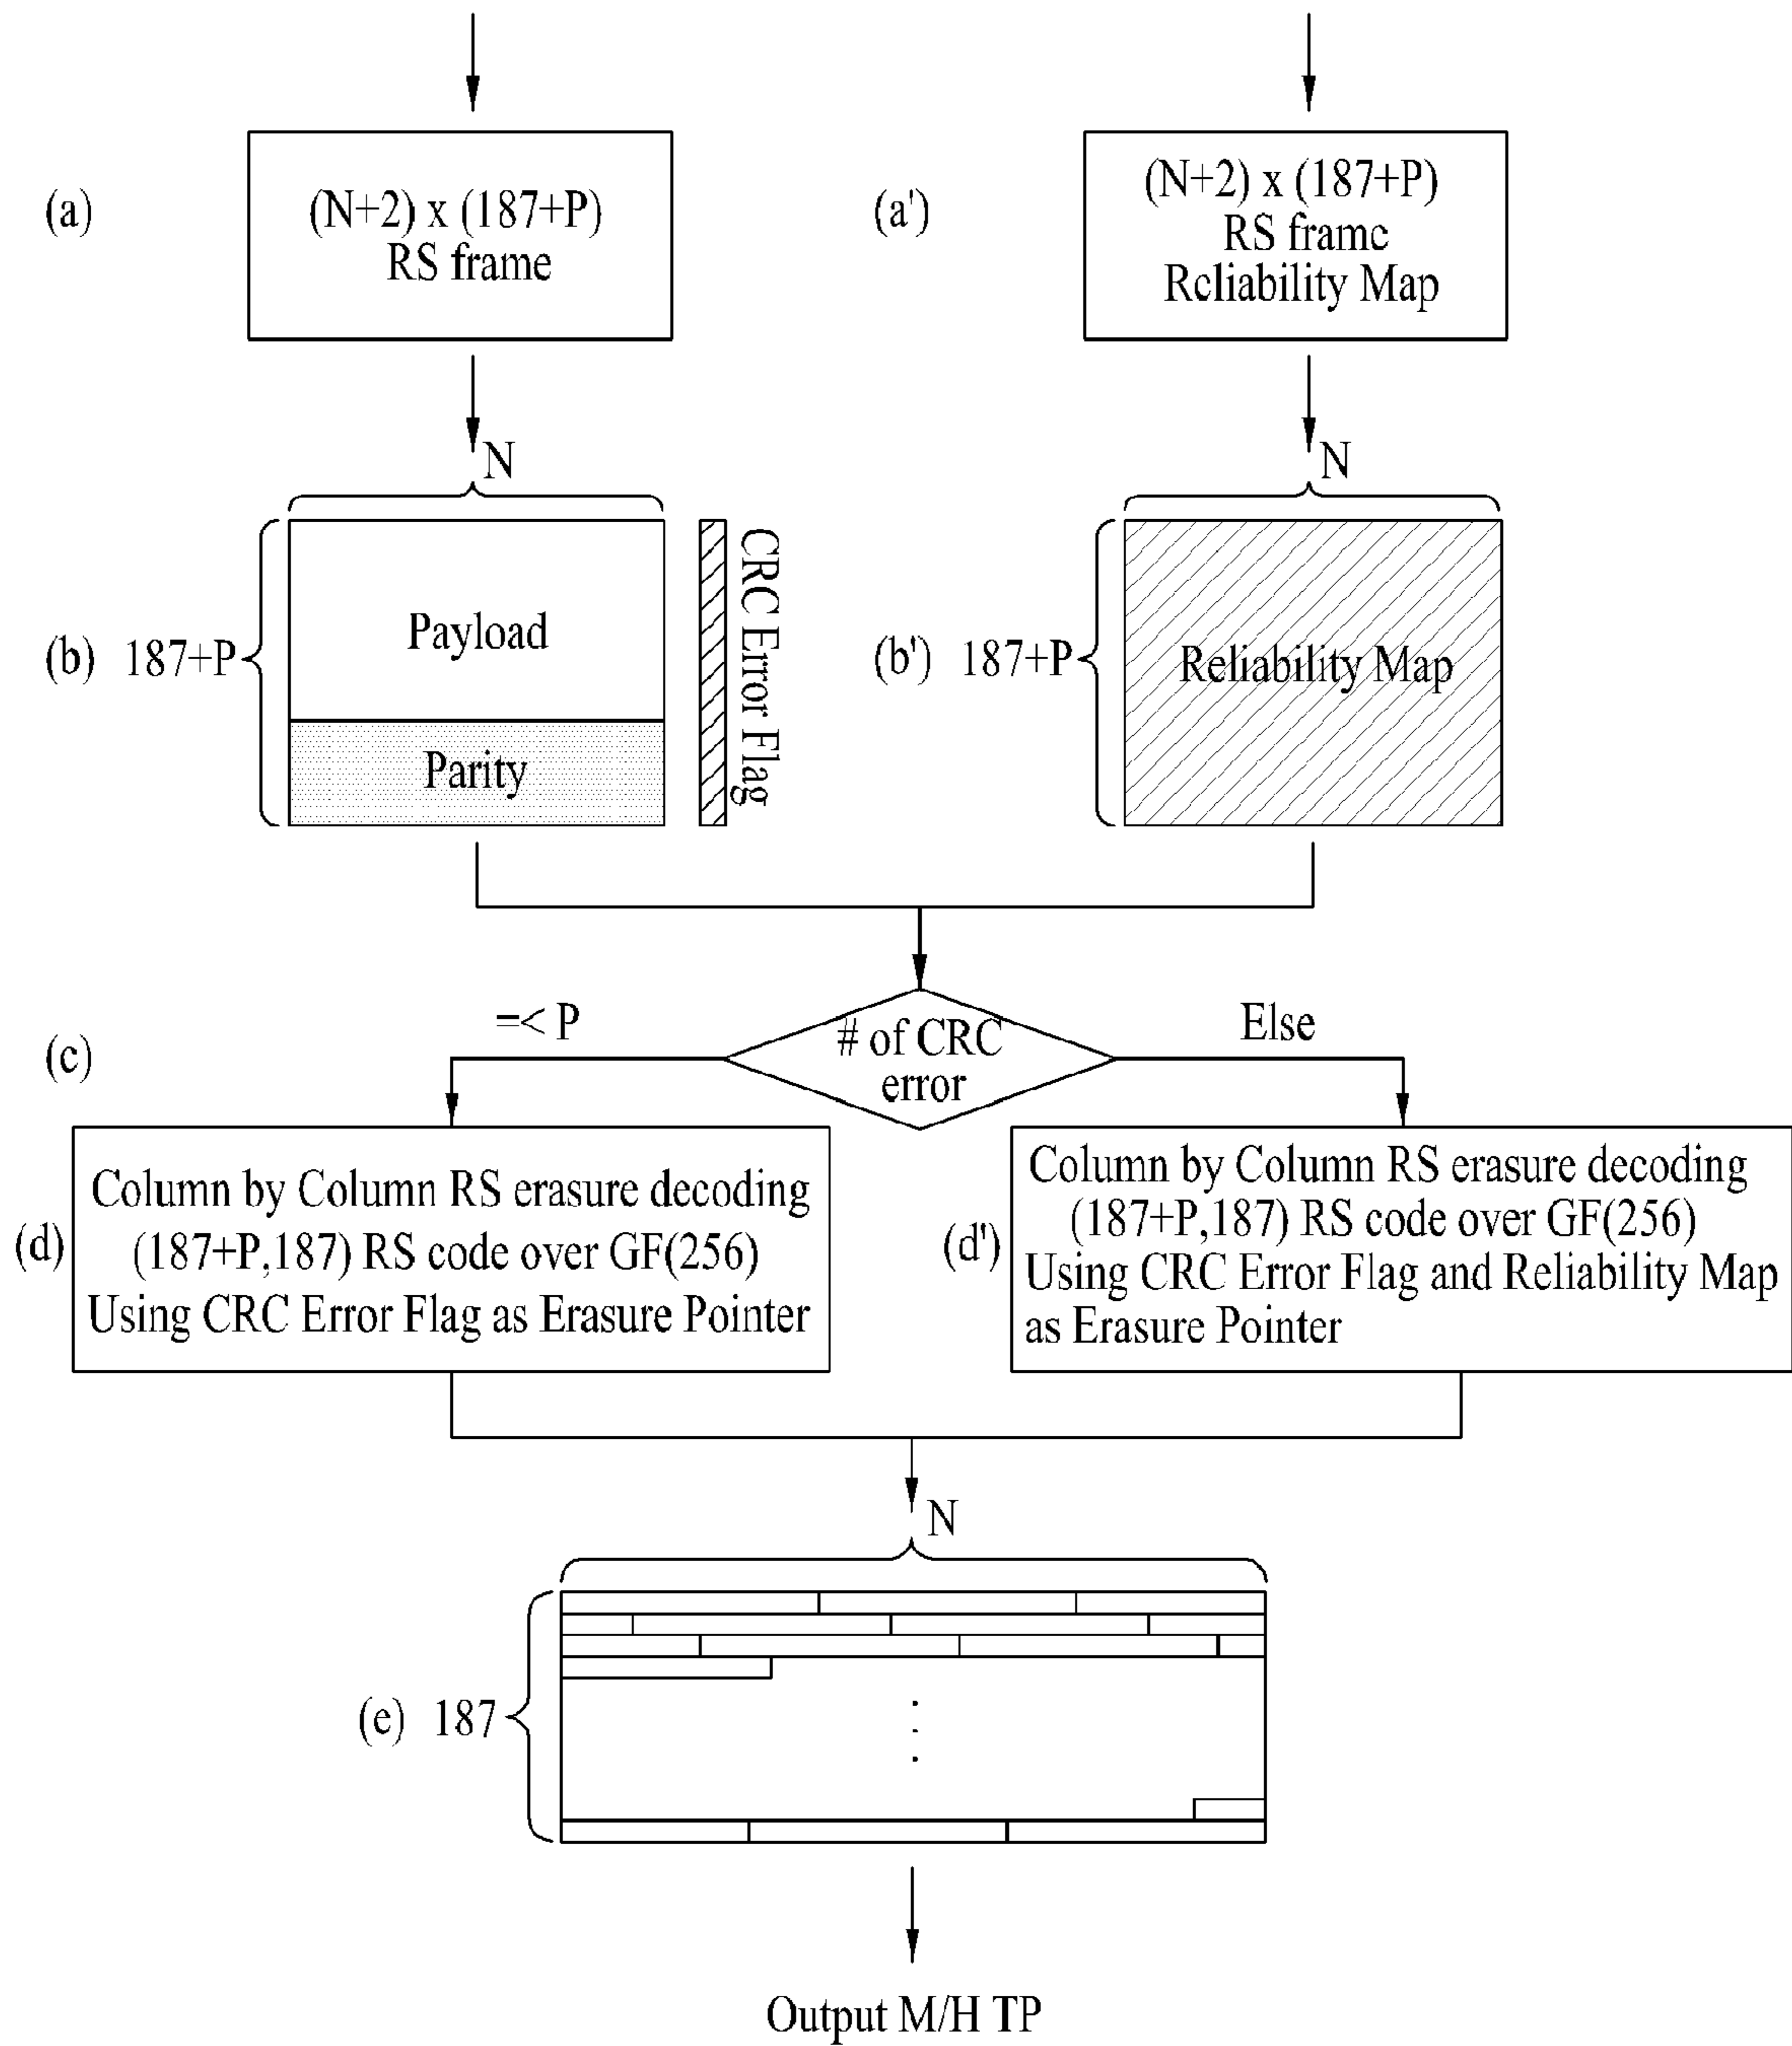 (a)
(N+2) x (187+P)
RS frame
(a')
(N+2) x (187+P)
RS frame
Reliability Map
N
N
(b)
187+P
Payload
Parity
CRC Error Flag
(b')
187+P
Reliability Map
(c)
=< P
# of CRC
error
Else
(d)
Column by Column RS erasure decoding
(187+P,187) RS code over GF(256)
Using CRC Error Flag as Erasure Pointer
(d')
Column by Column RS erasure decoding
(187+P,187) RS code over GF(256)
Using CRC Error Flag and Reliability Map
as Erasure Pointer
N
(e)
187
Output M/H TP